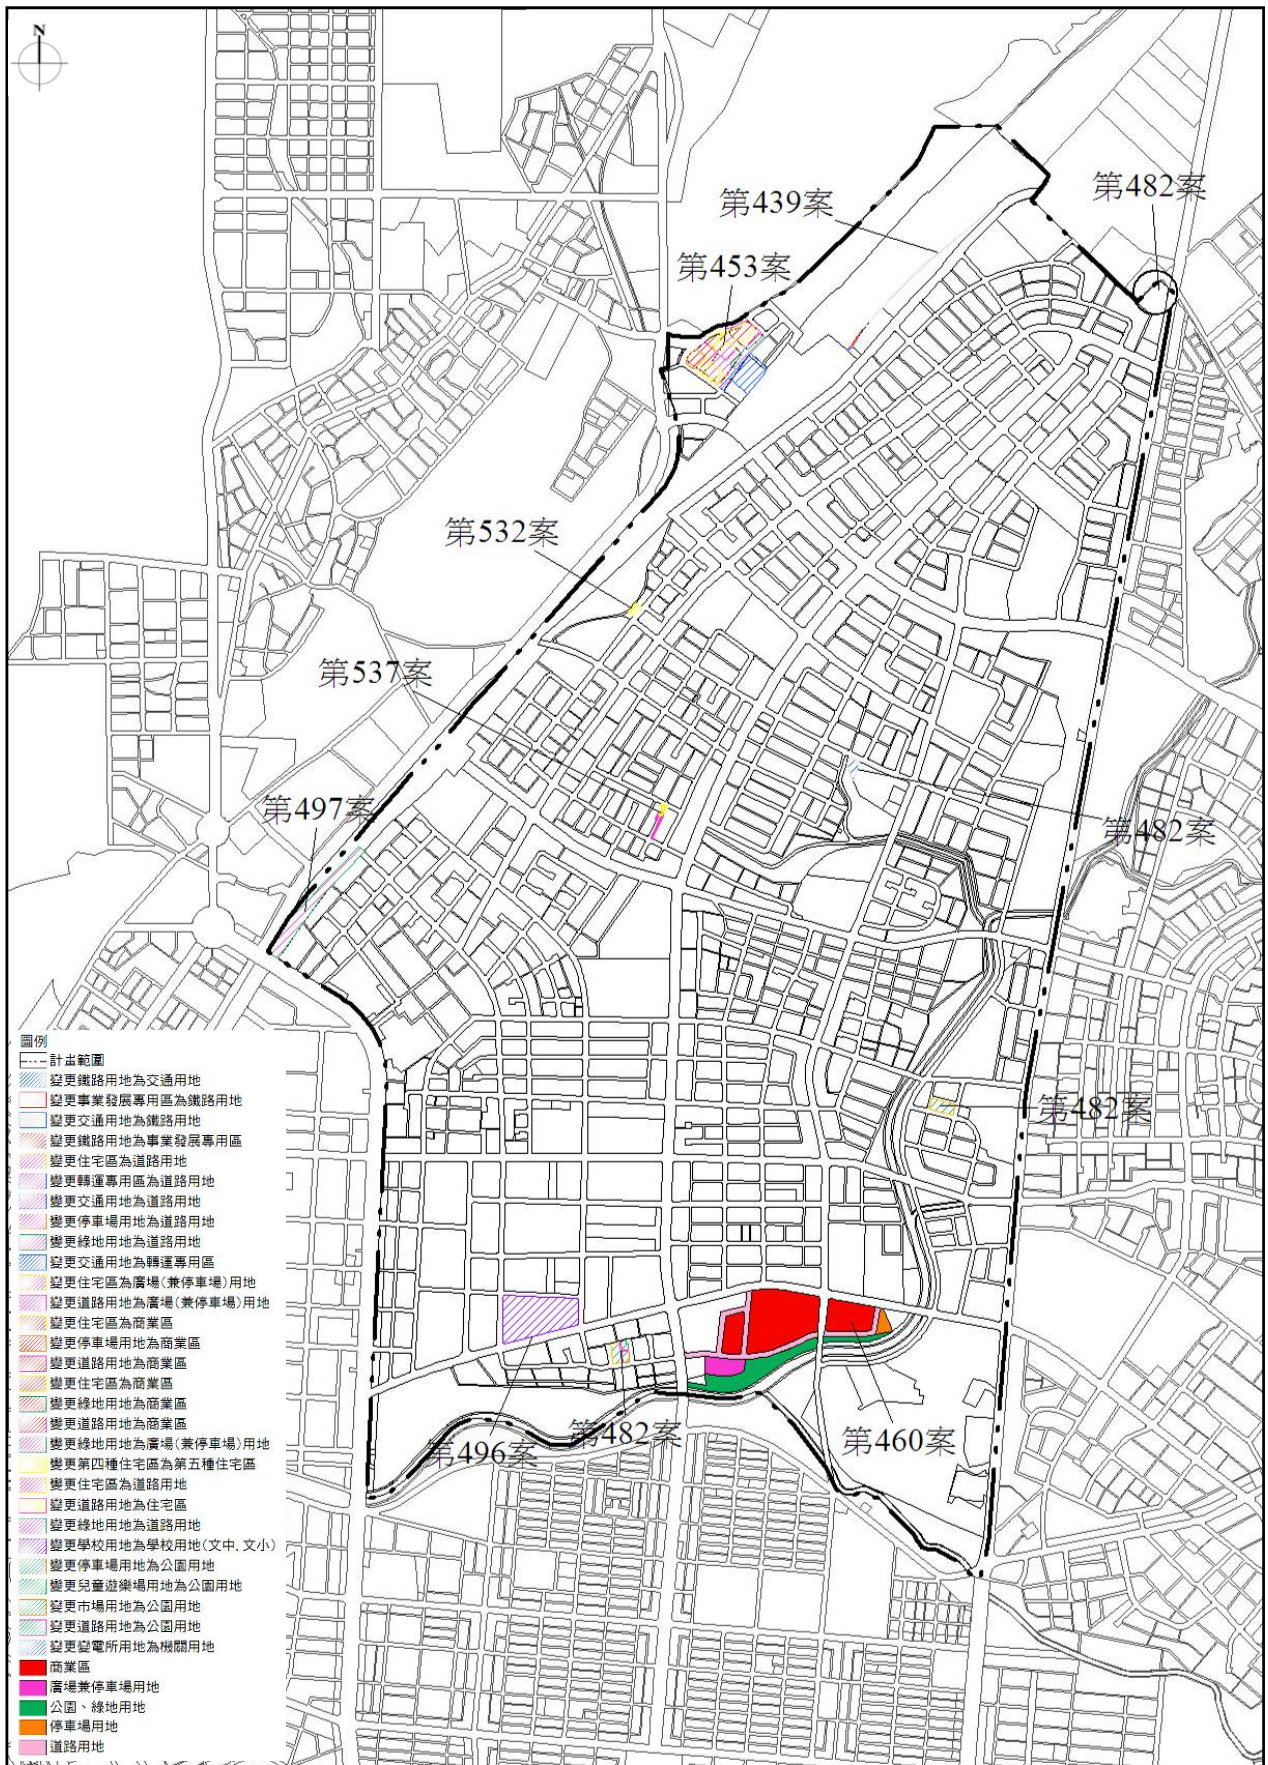 N
第482案
第439案
第453案
第532案
第537案
第497案
第482案
第482案
第496案
第482案
第460案
圖例
計畫範圍
變更鐵路用地為交通用地
變更事業發展專用區為鐵路用地
變更交通用地為鐵路用地
變更鐵路用地為事業發展專用區
變更住宅區為道路用地
變更轉運專用區為道路用地
變更交通用地為道路用地
變更停車場用地為道路用地
變更綠地用地為道路用地
變更交通用地為轉運專用區
變更住宅區為廣場(兼停車場)用地
變更道路用地為廣場(兼停車場)用地
變更住宅區為商業區
變更停車場用地為商業區
變更道路用地為商業區
變更住宅區為商業區
變更綠地用地為商業區
變更道路用地為商業區
變更綠地用地為廣場(兼停車場)用地
變更第四種住宅區為第五種住宅區
變更住宅區為道路用地
變更道路用地為住宅區
變更綠地用地為道路用地
變更學校用地為學校用地(文中,文小)
變更停車場用地為公園用地
變更兒童遊樂場用地為公園用地
變更市場用地為公園用地
變更道路用地為公園用地
變更變電所用地為機關用地
商業區
廣場兼停車場用地
公園、綠地用地
停車場用地
道路用地